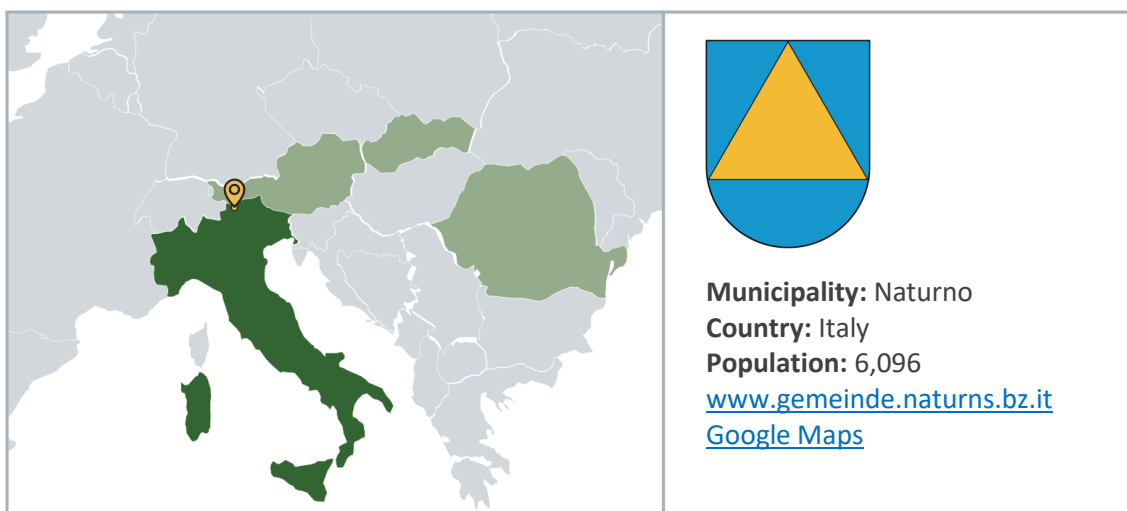 Municipality: Naturno
Country: Italy
Population: 6,096
www.gemeinde.naturns.bz.it
Google Maps